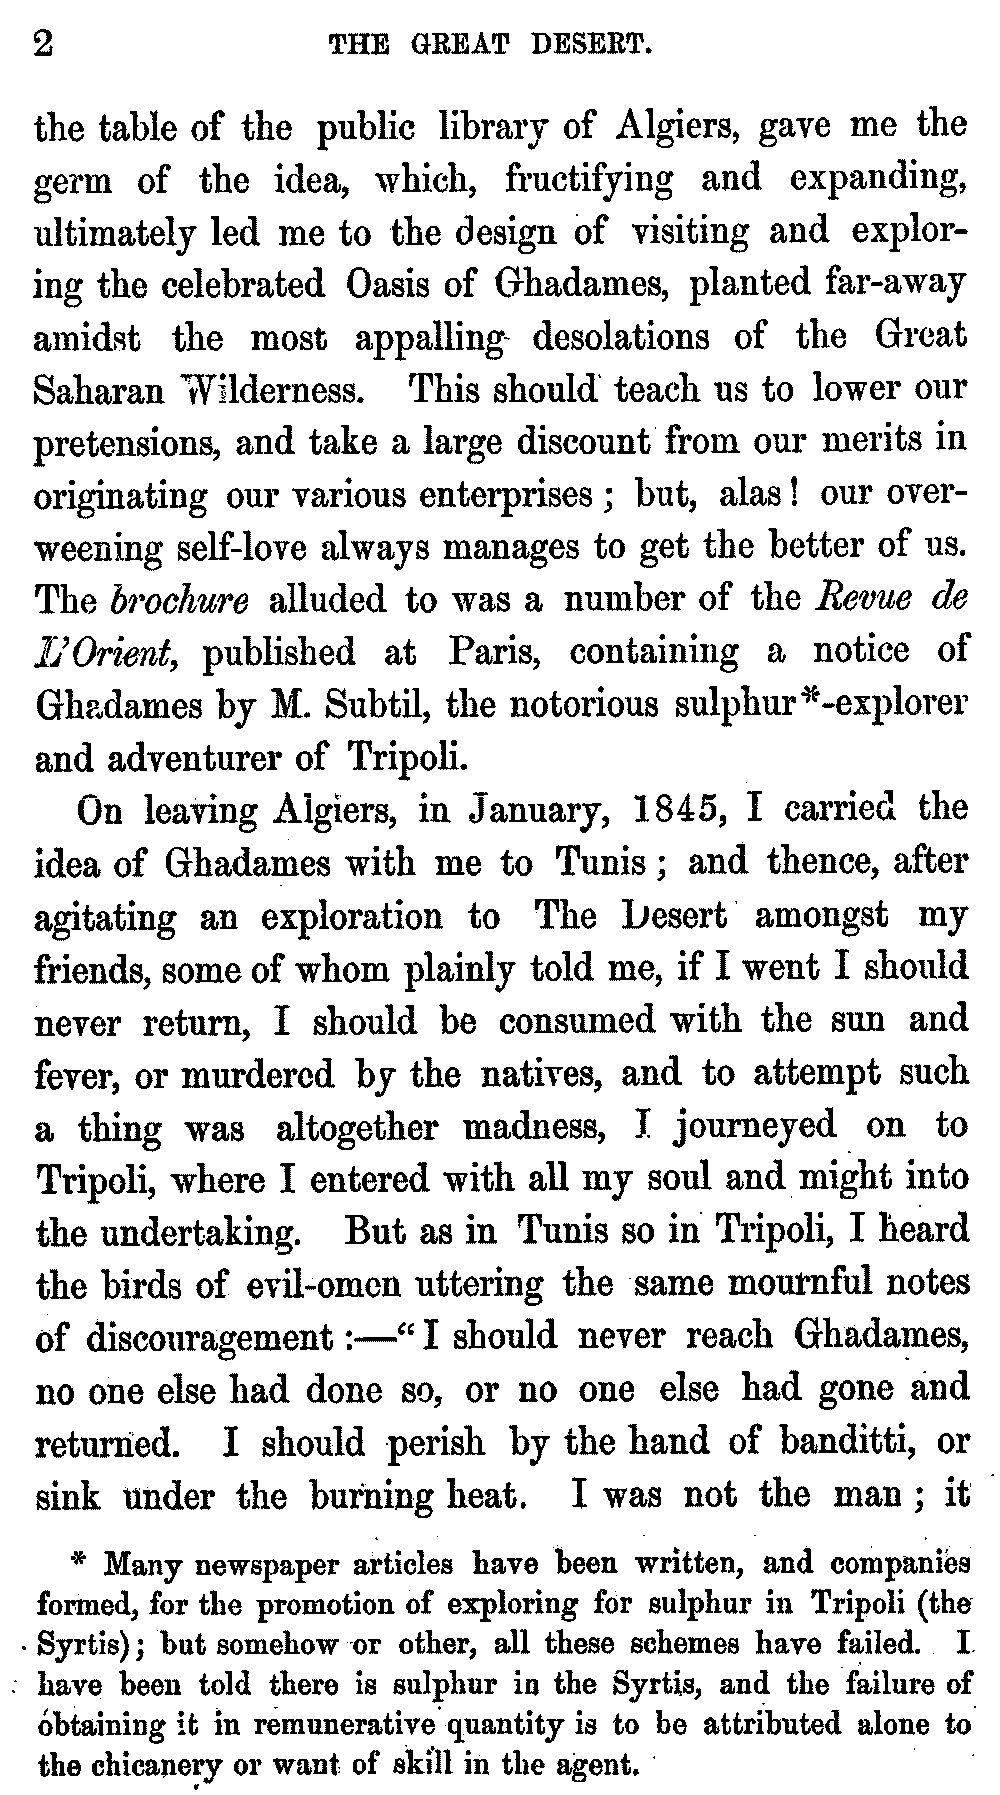 2 THE GREAT DESERT.
the table of the public library of Algiers, gave me the
germ of the idea, which, fructifying and expanding,
ultimately led me to the design of visiting and explor-
ing the celebrated Oasis of Ghadames, planted far-away
amidst the most appalling desolations of the Great
Saharan Wilderness. This should teach us to lower our
pretensions, and take a large discount from our merits in
originating our various enterprises ; but, alas ! our over-
weening self-love always manages to get the better of us.
The brochure alluded to was a number of the Revue de
L'Orient, published at Paris, containing a notice of
Ghadames by M. Subtil, the notorious sulphur*-explorer
and adventurer of Tripoli.
On leaving Algiers, in January, 1845, I carried the
idea of Ghadames with me to Tunis ; and thence, after
agitating an exploration to The Desert amongst my
friends, some of whom plainly told me, if I went I should
never return, I should be consumed with the sun and
fever, or murdered by the natives, and to attempt such
a thing was altogether madness, I journeyed on to
Tripoli, where I entered with all my soul and might into
the undertaking. But as in Tunis so in Tripoli, I heard
the birds of evil-omen uttering the same mournful notes
of discouragement :—“ I should never reach Ghadames,
no one else had done so, or no one else had gone and
returned. I should perish by the hand of banditti, or
sink under the burning heat. I was not the man ; it
* Many newspaper articles have been written, and companies
formed, for the promotion of exploring for sulphur in Tripoli (the
Syrtis) ; but somehow or other, all these schemes have failed. I
have been told there is sulphur in the Syrtis, and the failure of
obtaining it in remunerative quantity is to be attributed alone to
the chicanery or want of skill in the agent.